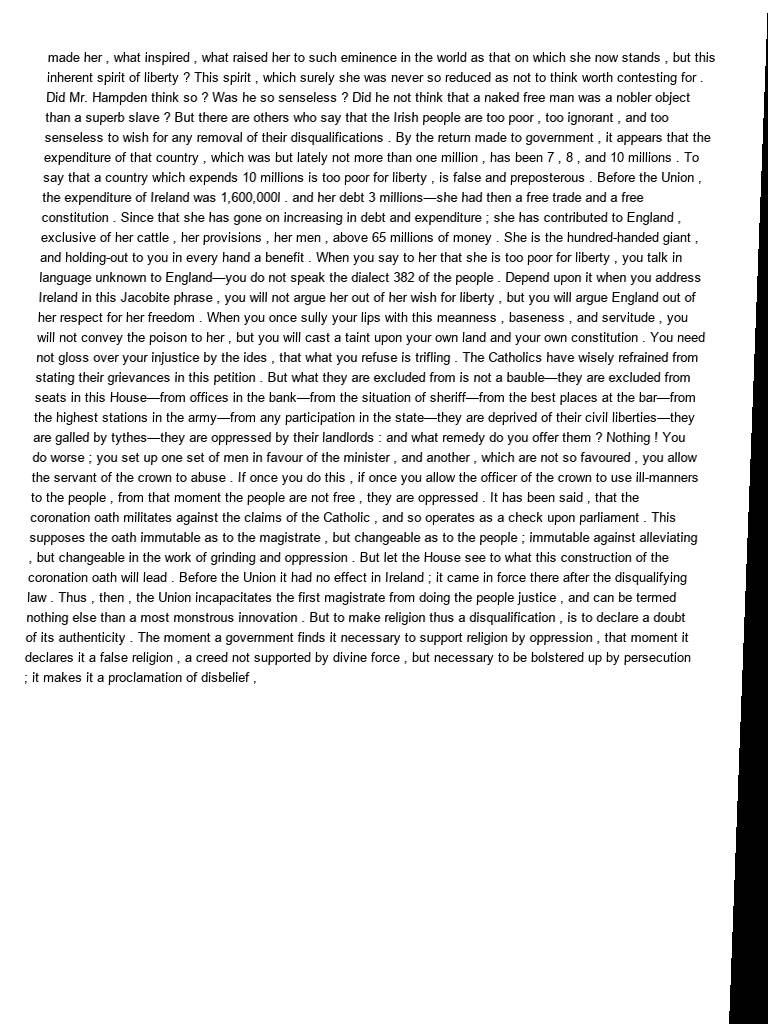 made her , what inspired , what raised her to such eminence in the world as that on which she now stands , but this
inherent spirit of liberty ? This spirit , which surely she was never so reduced as not to think worth contesting for .
Did Mr. Hampden think so ? Was he so senseless ? Did he not think that a naked free man was a nobler object
than a superb slave ? But there are others who say that the Irish people are too poor , too ignorant , and too
senseless to wish for any removal of their disqualifications . By the return made to government , it appears that the
expenditure of that country , which was but lately not more than one million , has been 7 , 8 , and 10 millions . To
say that a country which expends 10 millions is too poor for liberty , is false and preposterous . Before the Union ,
the expenditure of Ireland was 1,600,000l . and her debt 3 millions—she had then a free trade and a free
constitution . Since that she has gone on increasing in debt and expenditure ; she has contributed to England ,
exclusive of her cattle , her provisions , her men , above 65 millions of money . She is the hundred-handed giant ,
and holding-out to you in every hand a benefit . When you say to her that she is too poor for liberty , you talk in
language unknown to England—you do not speak the dialect 382 of the people . Depend upon it when you address
Ireland in this Jacobite phrase , you will not argue her out of her wish for liberty , but you will argue England out of
her respect for her freedom . When you once sully your lips with this meanness , baseness , and servitude , you
will not convey the poison to her , but you will cast a taint upon your own land and your own constitution . You need
not gloss over your injustice by the ides , that what you refuse is trifling . The Catholics have wisely refrained from
stating their grievances in this petition . But what they are excluded from is not a bauble—they are excluded from
seats in this House—from offices in the bank—from the situation of sheriff—from the best places at the bar—from
the highest stations in the army—from any participation in the state—they are deprived of their civil liberties—they
are galled by tythes—they are oppressed by their landlords : and what remedy do you offer them ? Nothing ! You
do worse ; you set up one set of men in favour of the minister , and another , which are not so favoured , you allow
the servant of the crown to abuse . If once you do this , if once you allow the officer of the crown to use ill-manners
to the people , from that moment the people are not free , they are oppressed . It has been said , that the
coronation oath militates against the claims of the Catholic , and so operates as a check upon parliament . This
supposes the oath immutable as to the magistrate , but changeable as to the people ; immutable against alleviating
, but changeable in the work of grinding and oppression . But let the House see to what this construction of the
coronation oath will lead . Before the Union it had no effect in Ireland ; it came in force there after the disqualifying
law . Thus , then , the Union incapacitates the first magistrate from doing the people justice , and can be termed
nothing else than a most monstrous innovation . But to make religion thus a disqualification , is to declare a doubt
of its authenticity . The moment a government finds it necessary to support religion by oppression , that moment it
declares it a false religion , a creed not supported by divine force , but necessary to be bolstered up by persecution
; it makes it a proclamation of disbelief ,